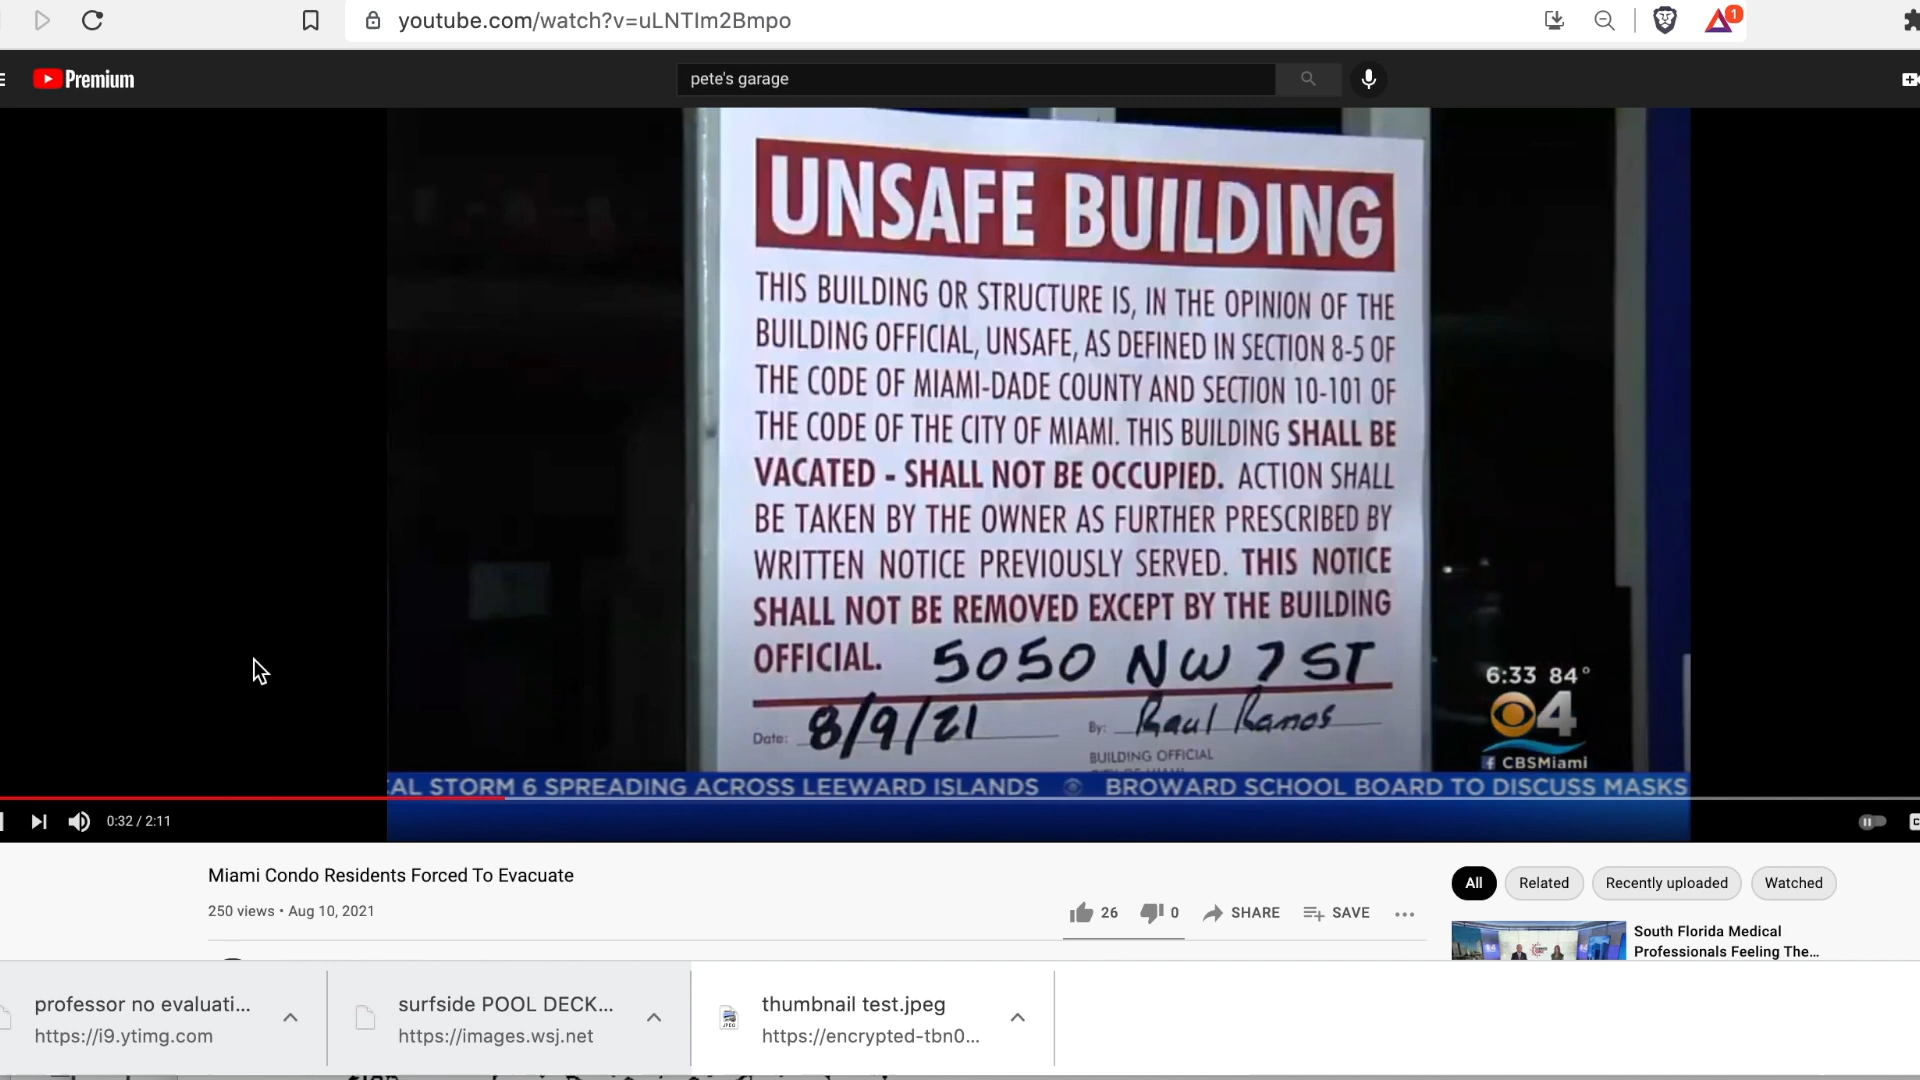 youtube.com/watch?v=uLNTIm2Bmpo
1
Premium
pete's garage
UNSAFE BUILDING
THIS BUILDING OR STRUCTURE IS, IN THE OPINION OF THE
BUILDING OFFICIAL, UNSAFE, AS DEFINED IN SECTION 8-5 OF
THE CODE OF MIAMI-DADE COUNTY AND SECTION 10-101 OF
THE CODE OF THE CITY OF MIAMI. THIS BUILDING SHALL BE
VACATED - SHALL NOT BE OCCUPIED. ACTION SHALL
BE TAKEN BY THE OWNER AS FURTHER PRESCRIBED BY
WRITTEN NOTICE PREVIOUSLY SERVED. THIS NOTICE
SHALL NOT BE REMOVED EXCEPT BY THE BUILDING
OFFICIAL. 5050 NW 7 ST
Date: 8/9/21 By: Raul Ramos
BUILDING OFFICIAL
6:33 84°
4
CBSMiami
AL STORM 6 SPREADING ACROSS LEEWARD ISLANDS BROWARD SCHOOL BOARD TO DISCUSS MASKS
0:32 / 2:11
Miami Condo Residents Forced To Evacuate
250 views • Aug 10, 2021
26 0 SHARE SAVE
All Related Recently uploaded Watched
South Florida Medical
Professionals Feeling The...
professor no evaluati...
https://i9.ytimg.com
surfside POOL DECK...
https://images.wsj.net
thumbnail test.jpeg
https://encrypted-tbn0...